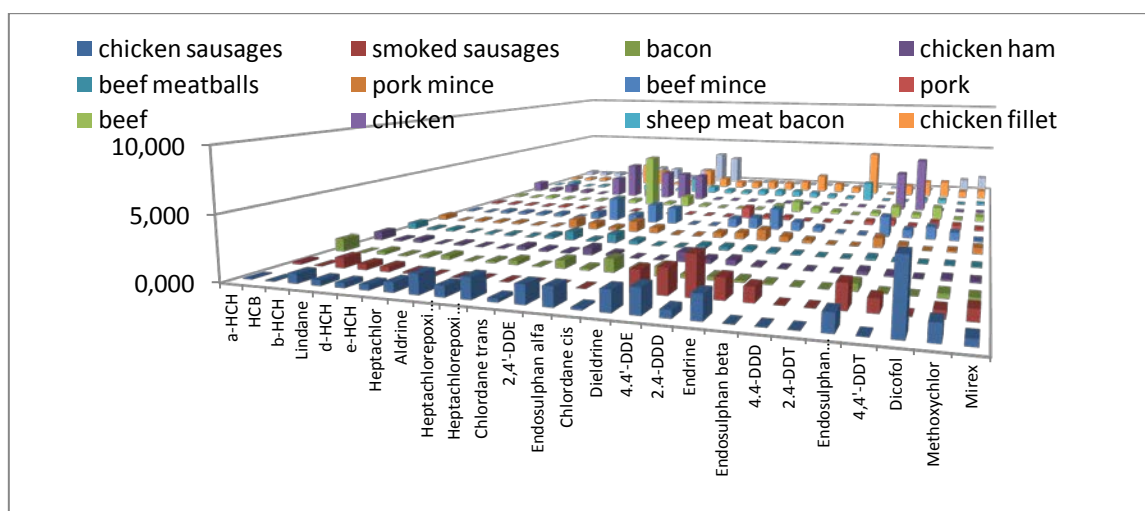 chicken sausages smoked sausages bacon chicken ham
beef meatballs pork mince beef mince pork
beef chicken sheep meat bacon chicken fillet
10,000
5,000
0,000
a-HCH
HCB
b-HCH
Lindane
d-HCH
e-HCH
Heptachlor
Aldrine
Heptachlorepoxi...
Heptachlorepoxi...
Chlordane trans
2,4'-DDE
Endosulphan alfa
Chlordane cis
Dieldrine
4.4'-DDE
2.4-DDD
Endrine
Endosulphan beta
4.4-DDD
2.4-DDT
Endosulphan...
4,4'-DDT
Dicofol
Methoxychlor
Mirex